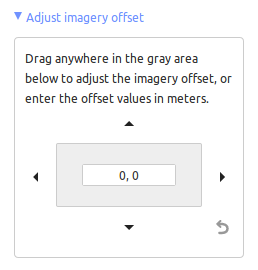 Adjust imagery offset
Drag anywhere in the gray area
below to adjust the imagery offset, or
enter the offset values in meters.
0, 0